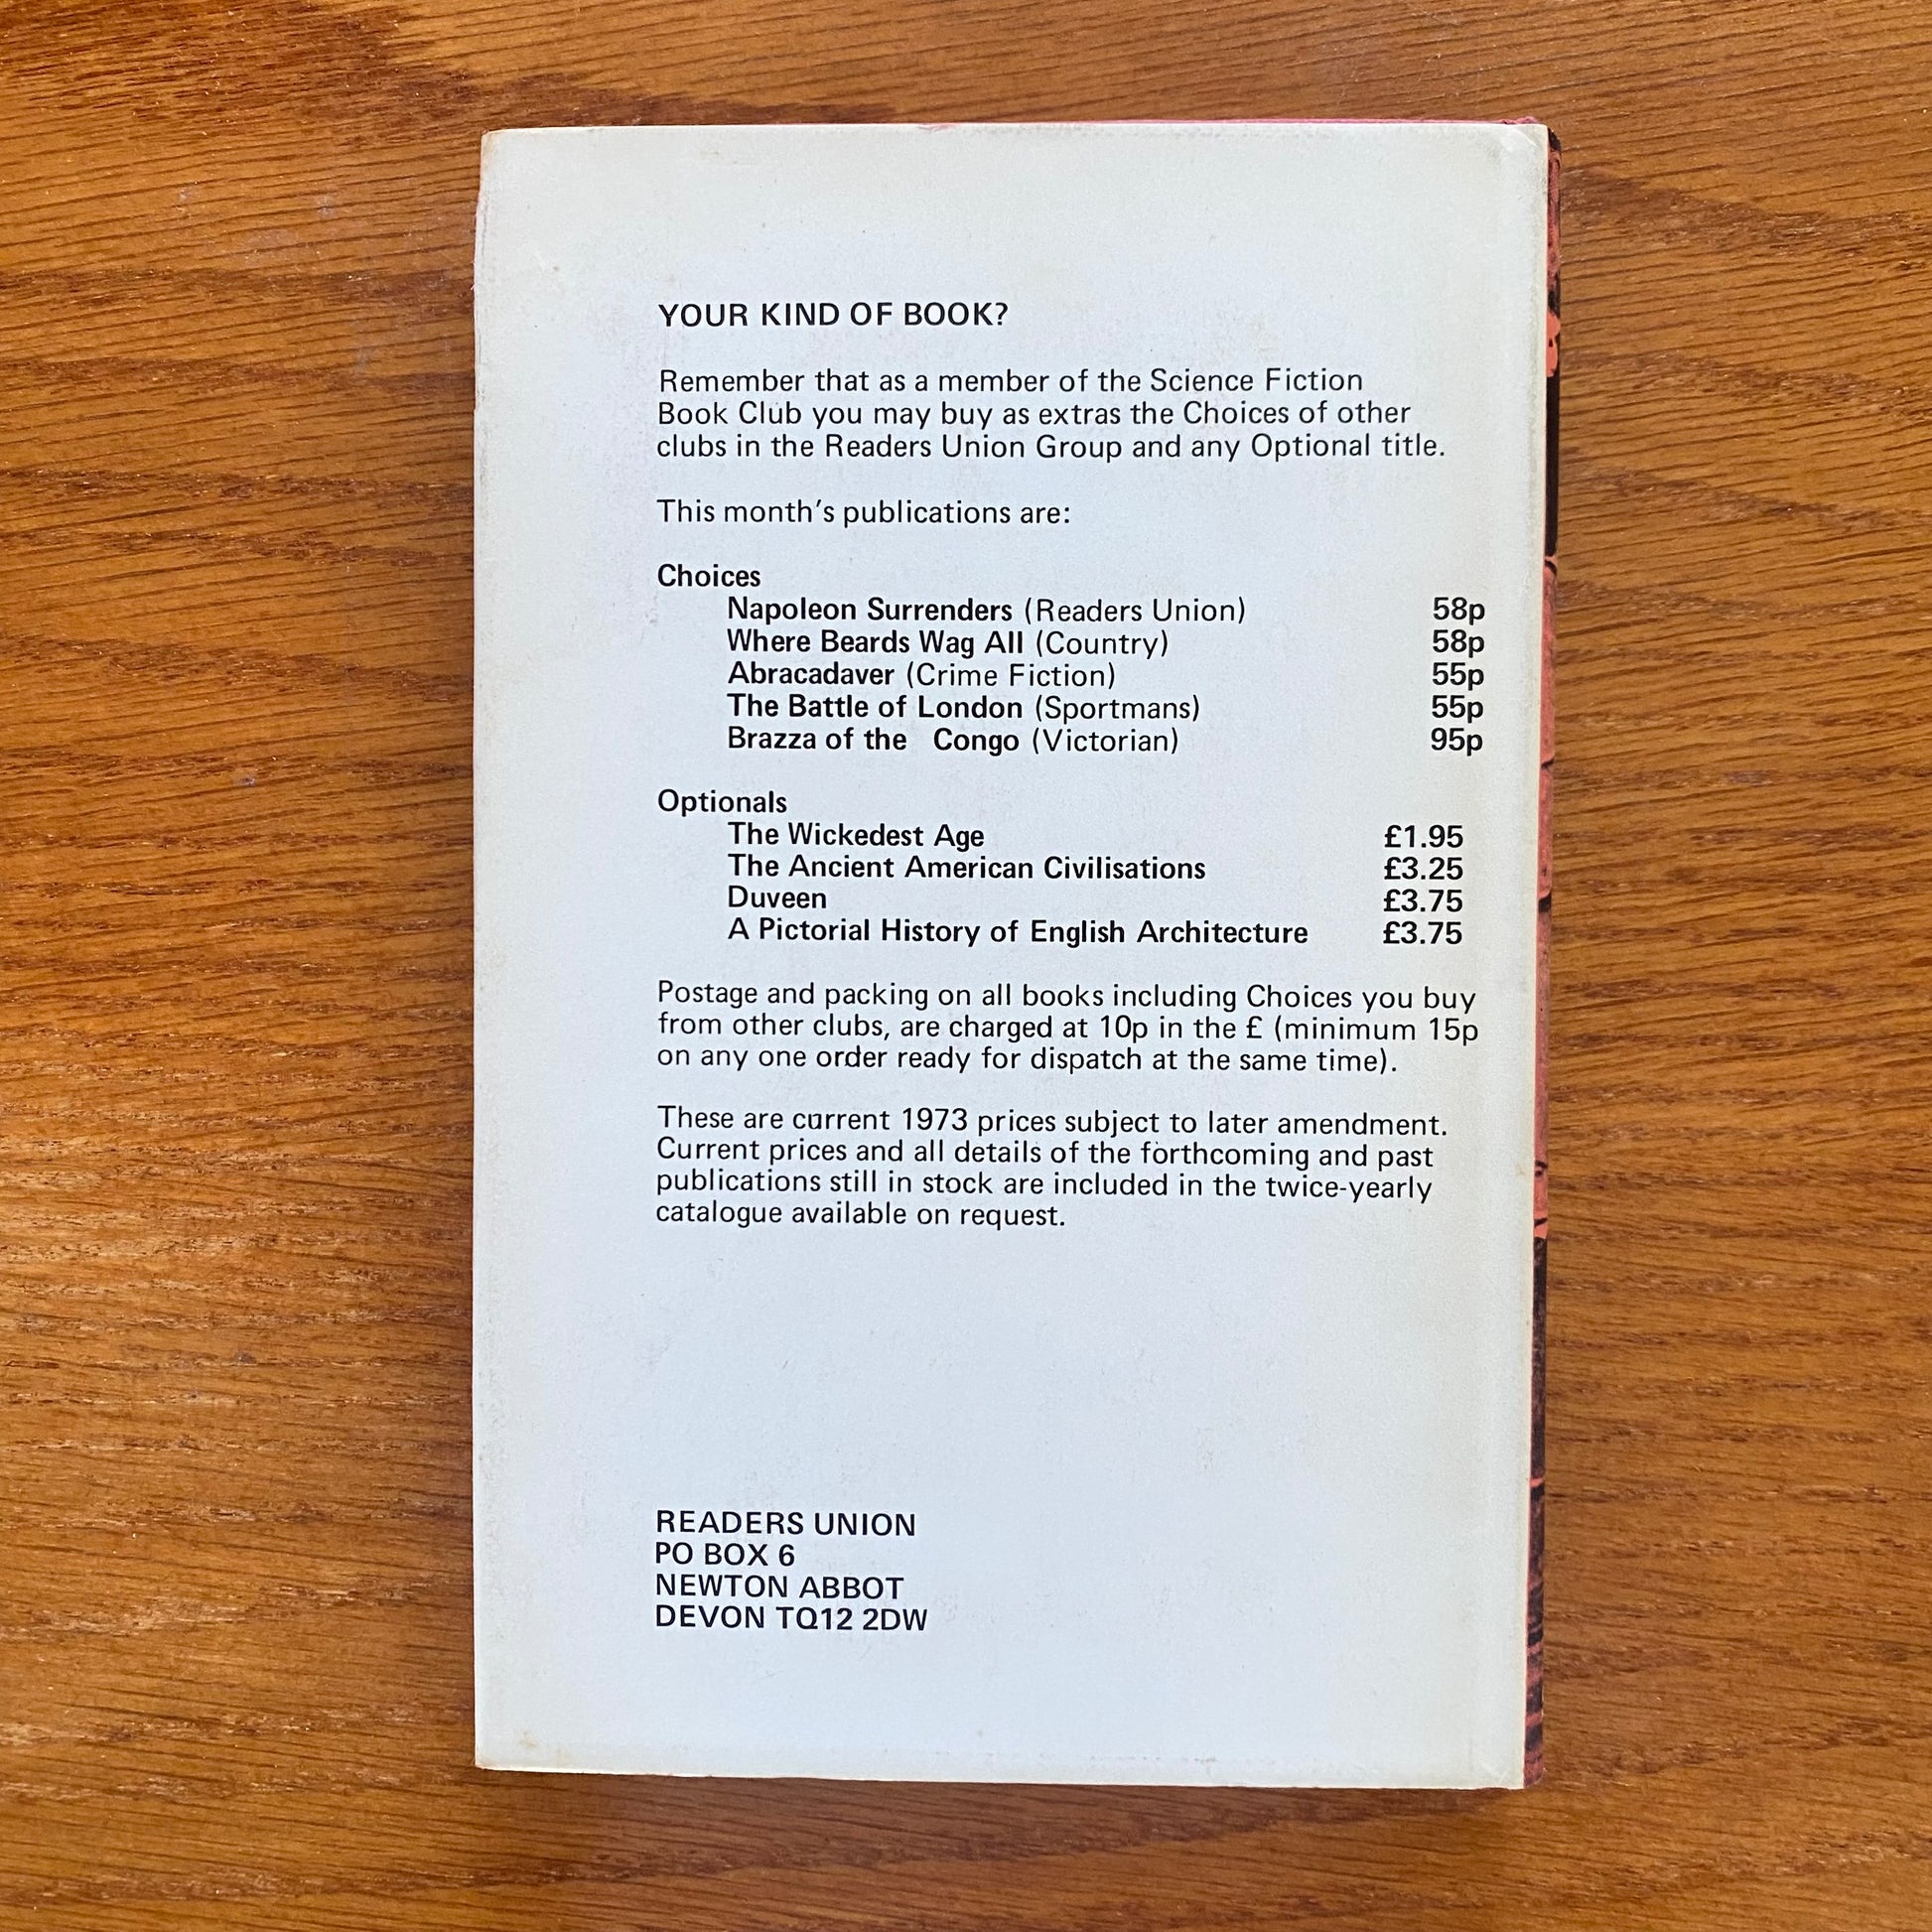 YOUR KIND OF BOOK?
Remember that as a member of the Science Fiction
Book Club you may buy as extras the Choices of other
clubs in the Readers Union Group and any Optional title.
This month's publications are:
Choices
Napoleon Surrenders (Readers Union) 58p
Where Beards Wag All (Country) 58p
Abracadaver (Crime Fiction) 55p
The Battle of London (Sportmans) 55p
Brazza of the Congo (Victorian) 95p
Optionals
The Wickedest Age £1.95
The Ancient American Civilisations £3.25
Duveen £3.75
A Pictorial History of English Architecture £3.75
Postage and packing on all books including Choices you buy
from other clubs, are charged at 10p in the £ (minimum 15p
on any one order ready for dispatch at the same time).
These are current 1973 prices subject to later amendment.
Current prices and all details of the forthcoming and past
publications still in stock are included in the twice-yearly
catalogue available on request.
READERS UNION
PO BOX 6
NEWTON ABBOT
DEVON TQ12 2DW